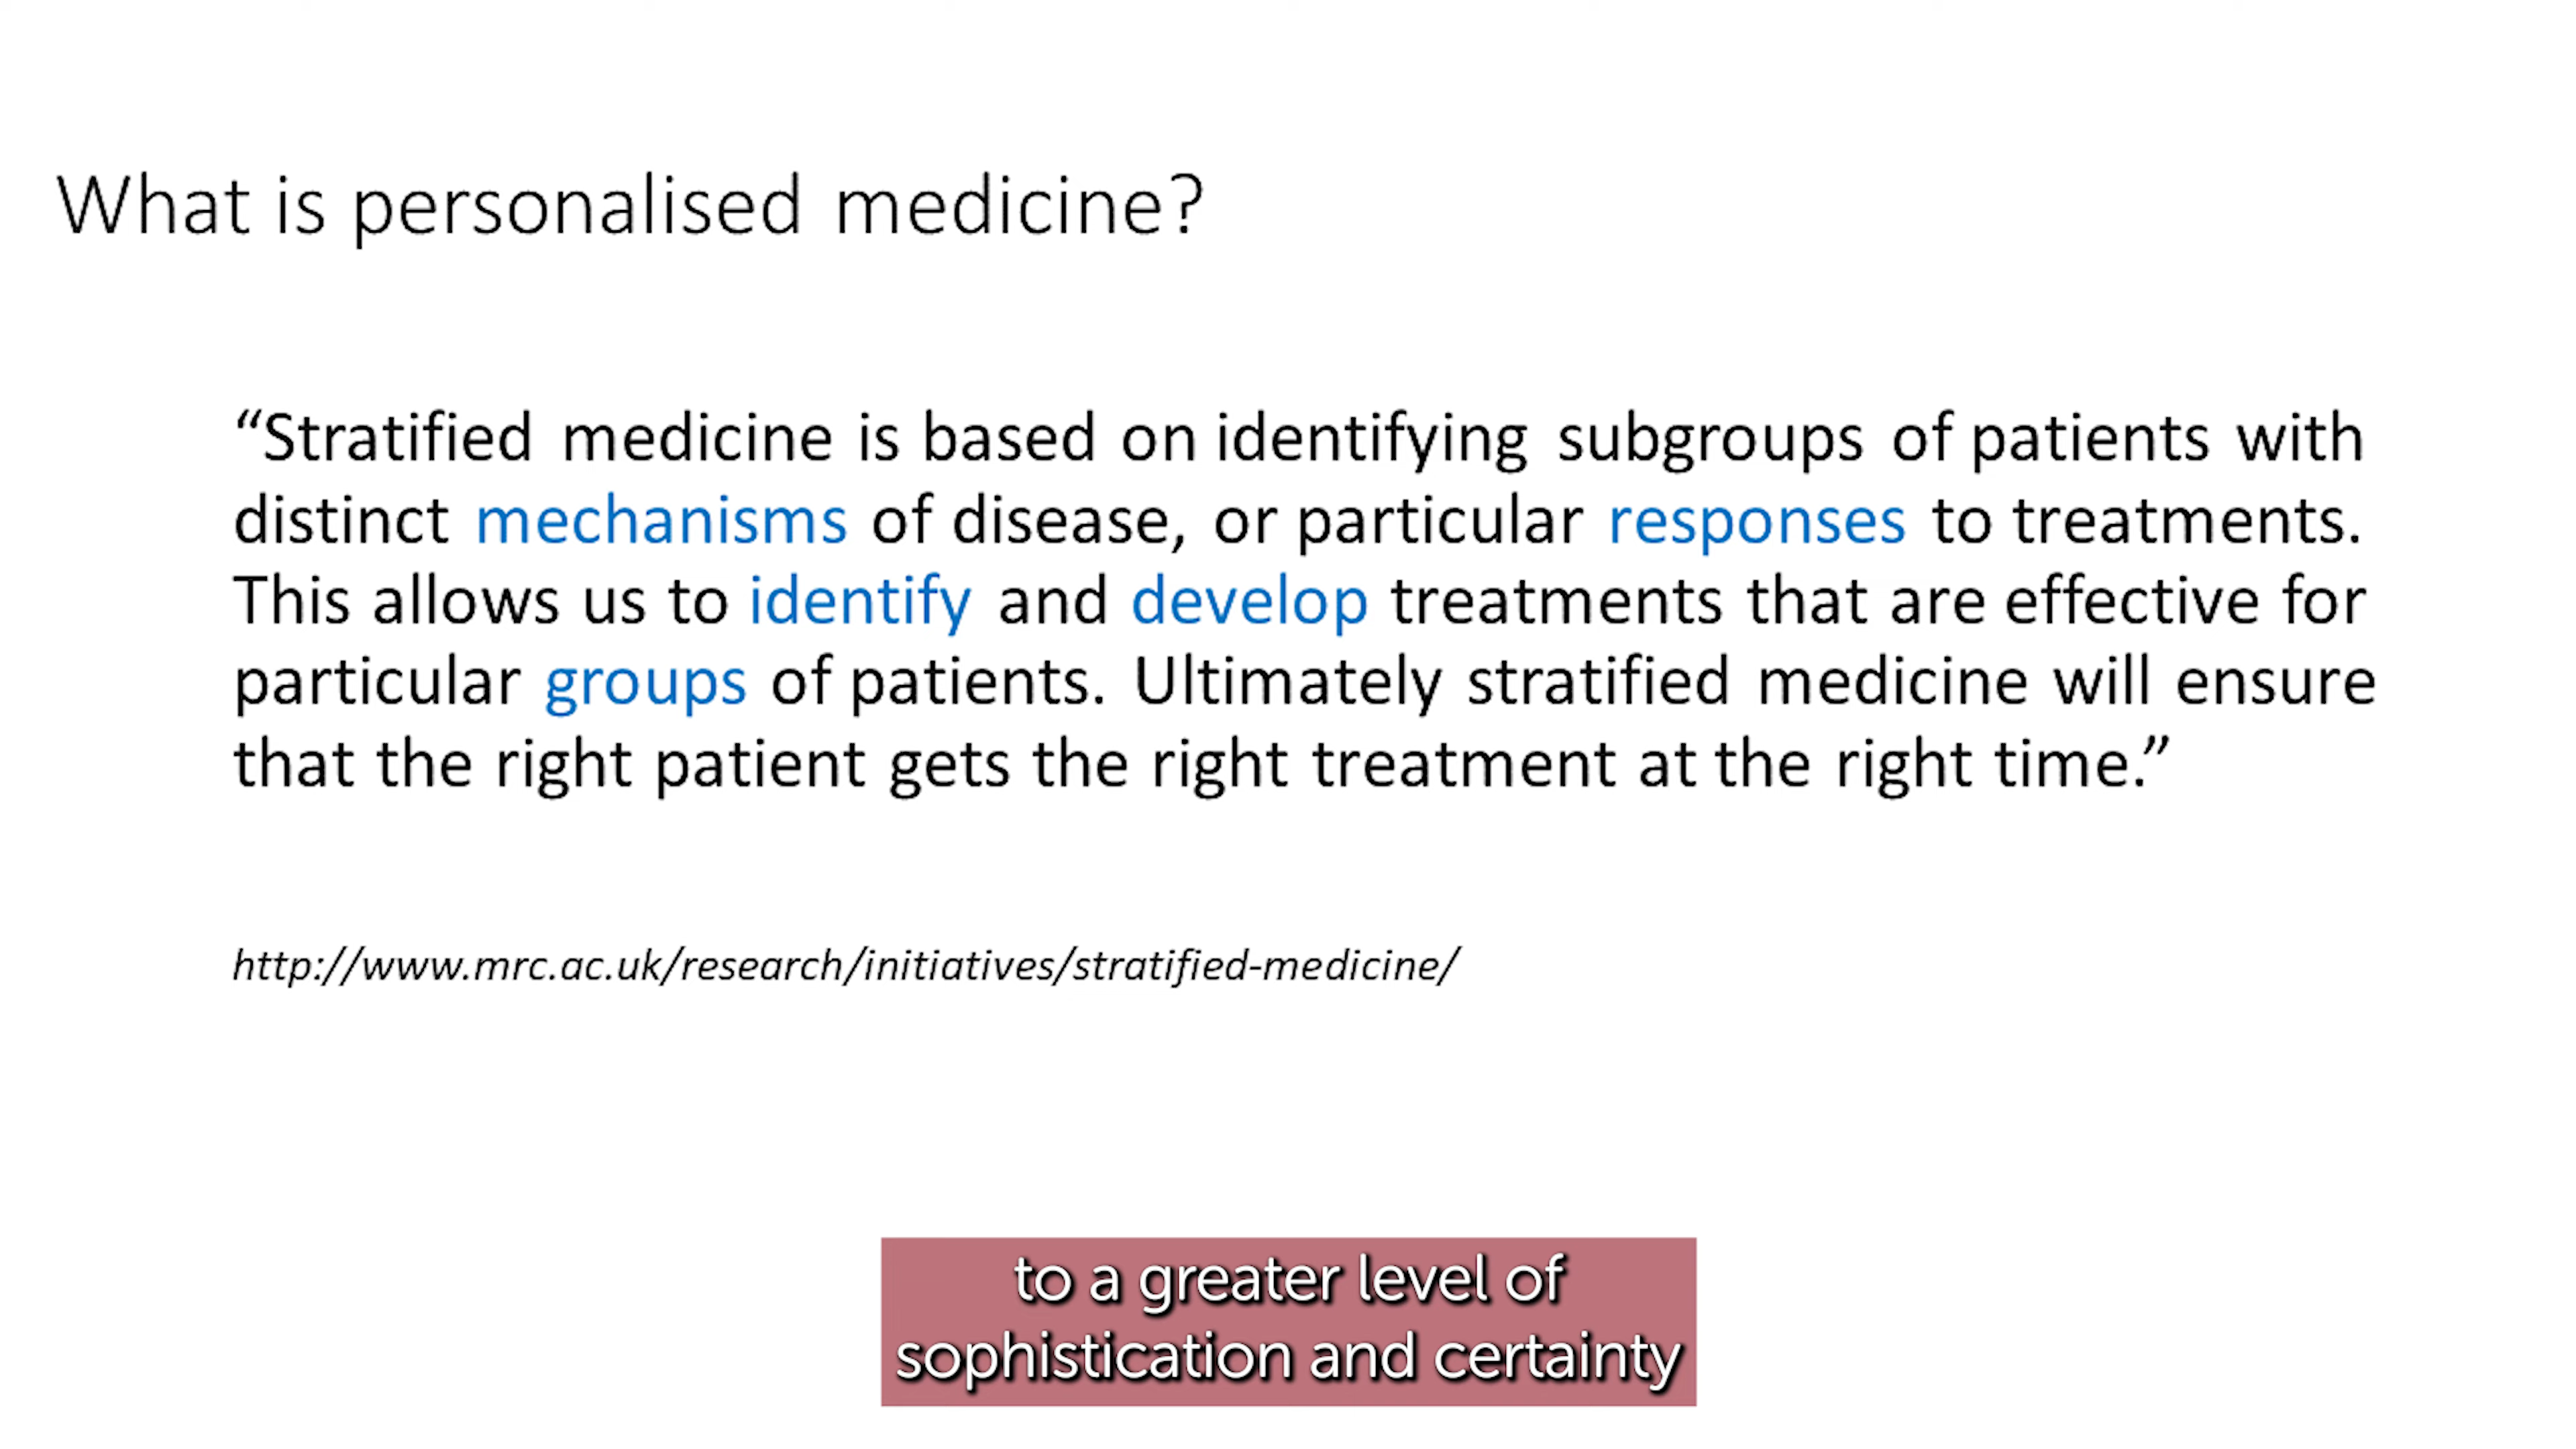 What is personalised medicine?
“Stratified medicine is based on identifying subgroups of patients with
distinct mechanisms of disease, or particular responses to treatments.
This allows us to identify and develop treatments that are effective for
particular groups of patients. Ultimately stratified medicine will ensure
that the right patient gets the right treatment at the right time.”
http://www.mrc.ac.uk/research/initiatives/stratified-medicine/
to a greater level of
sophistication and certainty